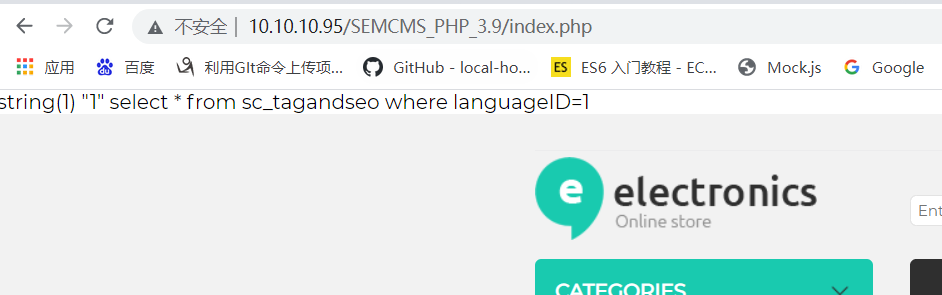 不安全 | 10.10.10.95/SEMCMS_PHP_3.9/index.php
应用 百度 利用GIt命令上传项... GitHub - local-ho... ES ES6 入门教程 - EC... Mock.js Google
string(1) "1" select * from sc_tagandseo where languageID=1
e electronics
Online store
Ent
CATEGORIES